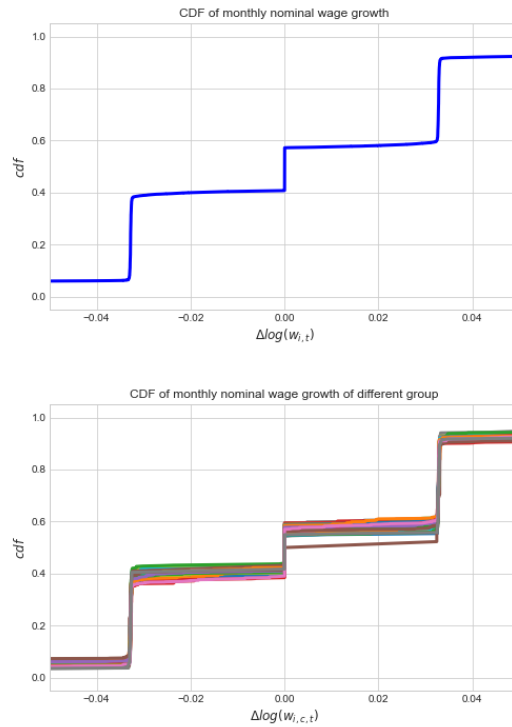 CDF of monthly nominal wage growth
1.0
0.8
0.6
0.4
0.2
0.0
cdf
−0.04 −0.02 0.00 0.02 0.04
Δlog(w_{i,t})
CDF of monthly nominal wage growth of different group
1.0
0.8
0.6
0.4
0.2
0.0
cdf
−0.04 −0.02 0.00 0.02 0.04
Δlog(w_{i,c,t})